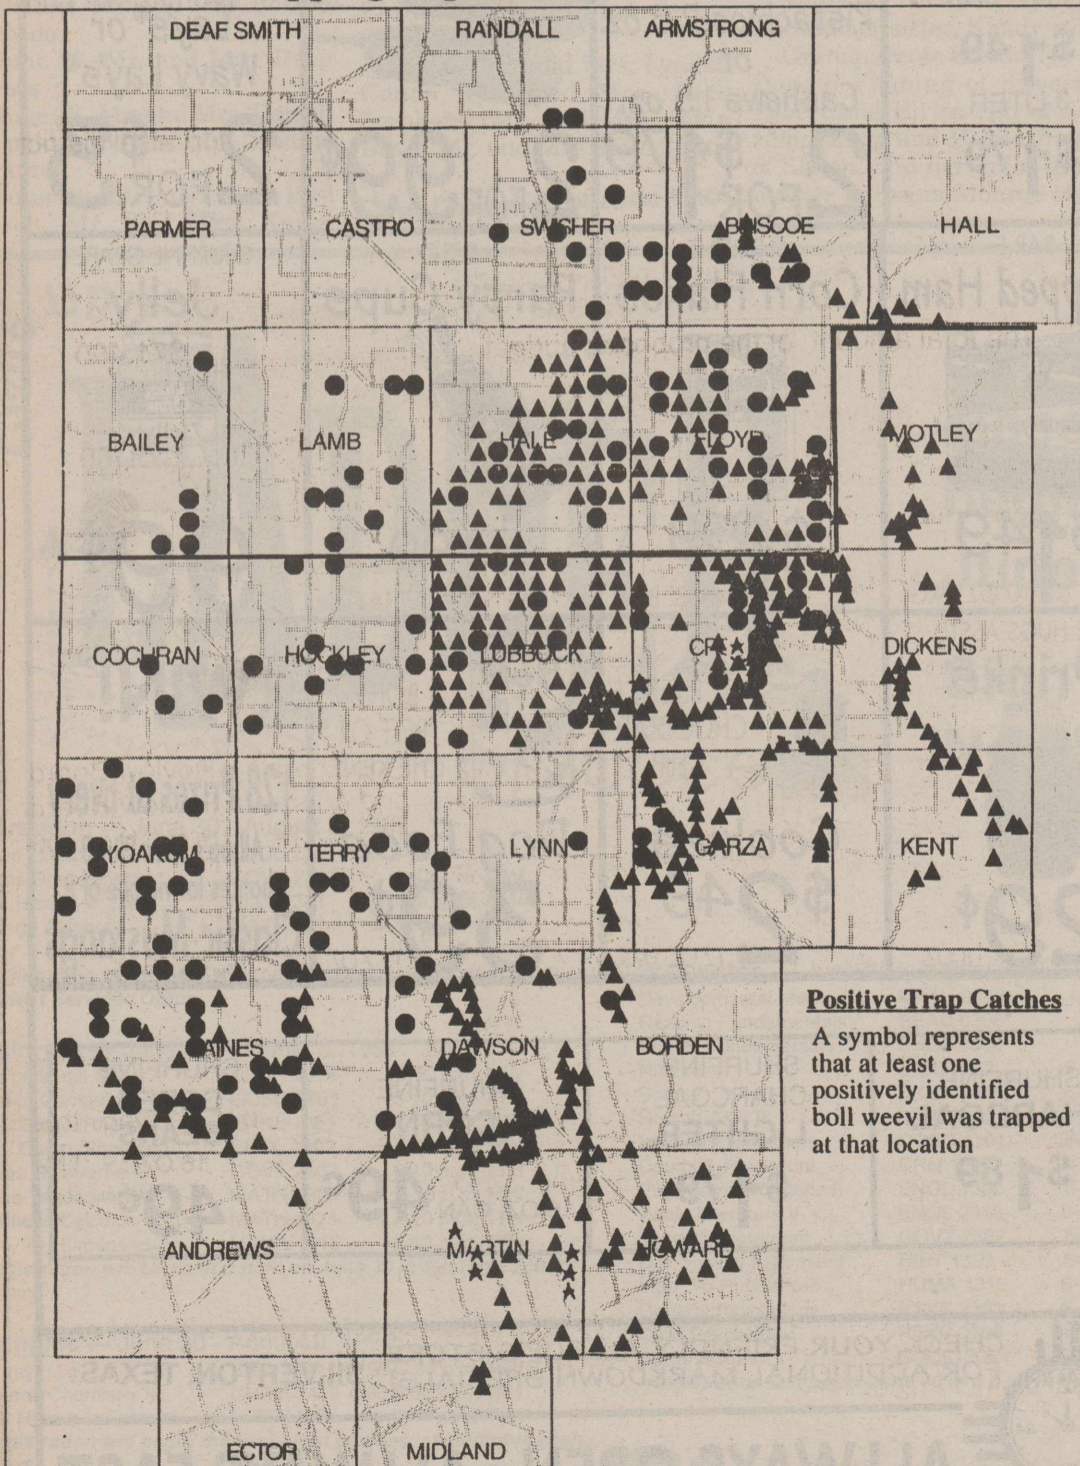 DEAF SMITH RANDALL ARMSTRONG
PARMER CASTRO SWISHER BRISCOE HALL
BAILEY LAMB HALE FLOYD MOTLEY
COCHRAN HOCKLEY LUBBOCK DICKENS
YOAKUM TERRY LYNN GARZA KENT
GAINES DAWSON BORDEN
Positive Trap Catches
A symbol represents
that at least one
positively identified
boll weevil was trapped
at that location
ANDREWS MARTIN HOWARD
ECTOR MIDLAND